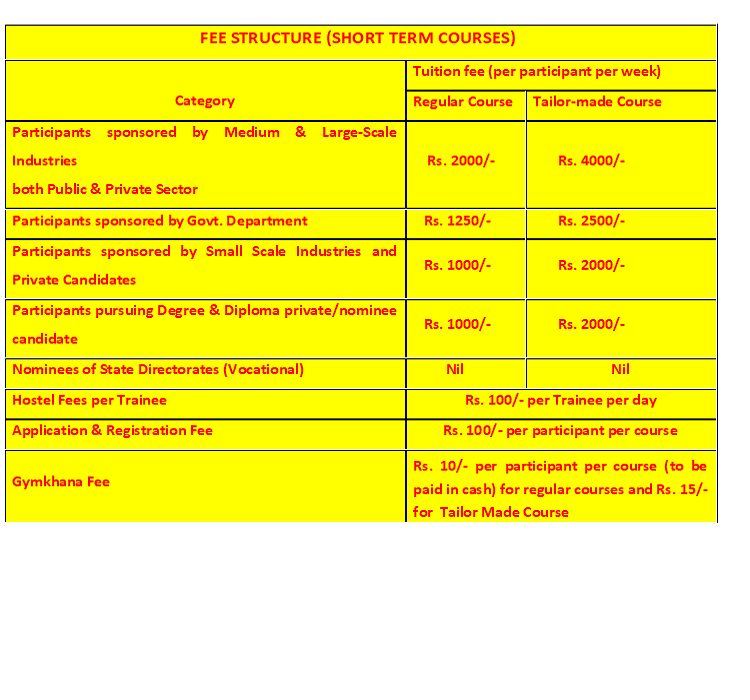 FEE STRUCTURE (SHORT TERM COURSES)
Category
Tuition fee (per participant per week)
Regular Course
Tailor-made Course
Participants sponsored by Medium & Large-Scale
Industries
both Public & Private Sector
Rs. 2000/-
Rs. 4000/-
Participants sponsored by Govt. Department
Rs. 1250/-
Rs. 2500/-
Participants sponsored by Small Scale Industries and
Private Candidates
Rs. 1000/-
Rs. 2000/-
Participants pursuing Degree & Diploma private/nominee
candidate
Rs. 1000/-
Rs. 2000/-
Nominees of State Directorates (Vocational)
Nil
Nil
Hostel Fees per Trainee
Rs. 100/- per Trainee per day
Application & Registration Fee
Rs. 100/- per participant per course
Gymkhana Fee
Rs. 10/- per participant per course (to be
paid in cash) for regular courses and Rs. 15/-
for Tailor Made Course